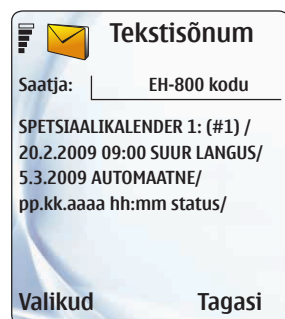 Tekstisõnum
Saatja: EH-800 kodu
SPETSIAALIKALENDER 1: (#1) /
20.2.2009 09:00 SUUR LANGUS/
5.3.2009 AUTOMAATNE/
pp.kk.aaaa hh:mm status/
Valikud Tagasi